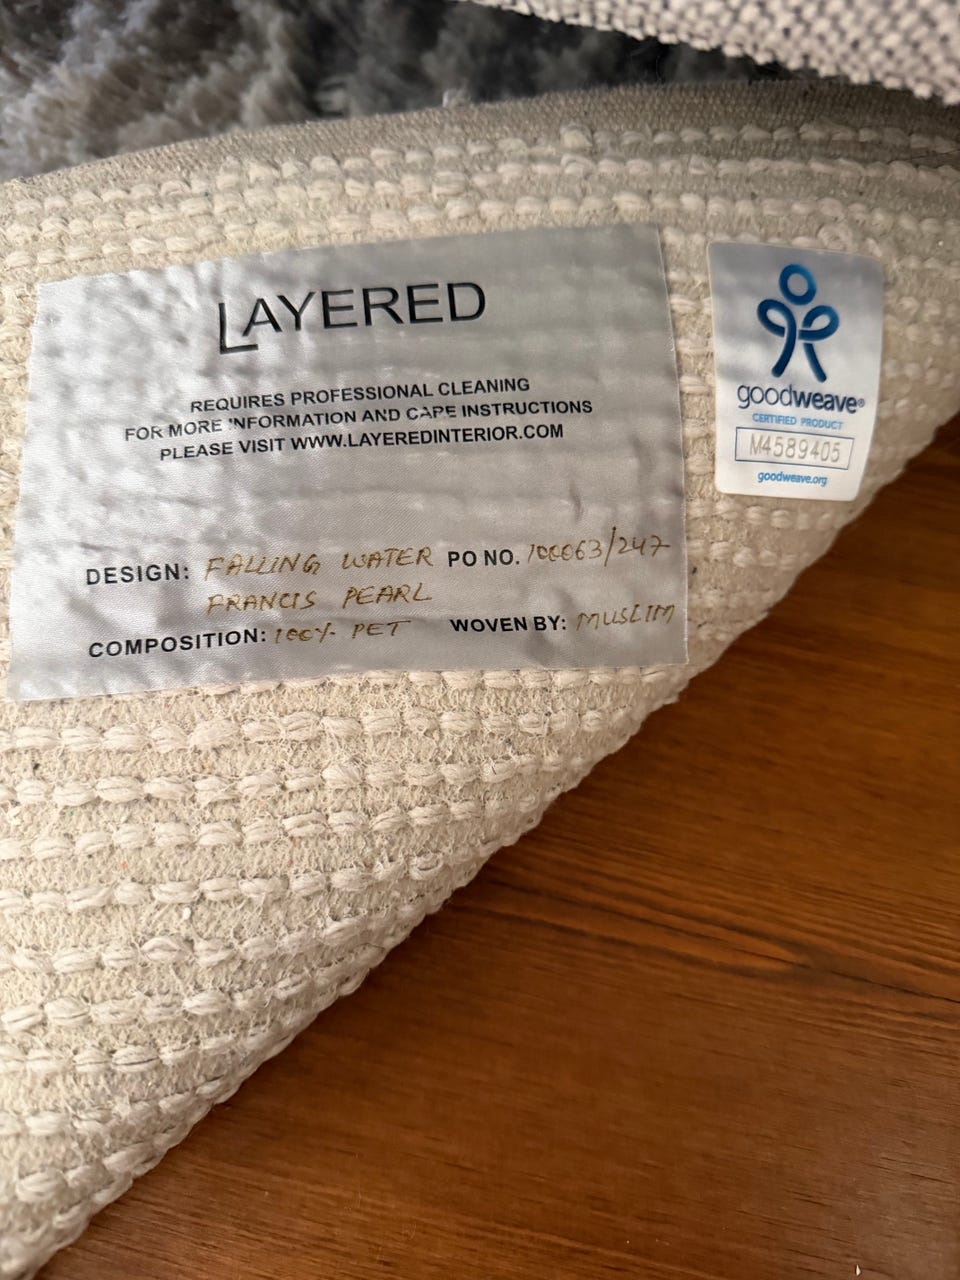 LAYERED
REQUIRES PROFESSIONAL CLEANING
FOR MORE INFORMATION AND CARE INSTRUCTIONS
PLEASE VISIT WWW.LAYEREDINTERIOR.COM
DESIGN: FALLING WATER PO NO. 100063/247
FRANCIS PEARL
COMPOSITION: 100% PET WOVEN BY: MUSLIM
goodweave®
CERTIFIED PRODUCT
M4589405
goodweave.org